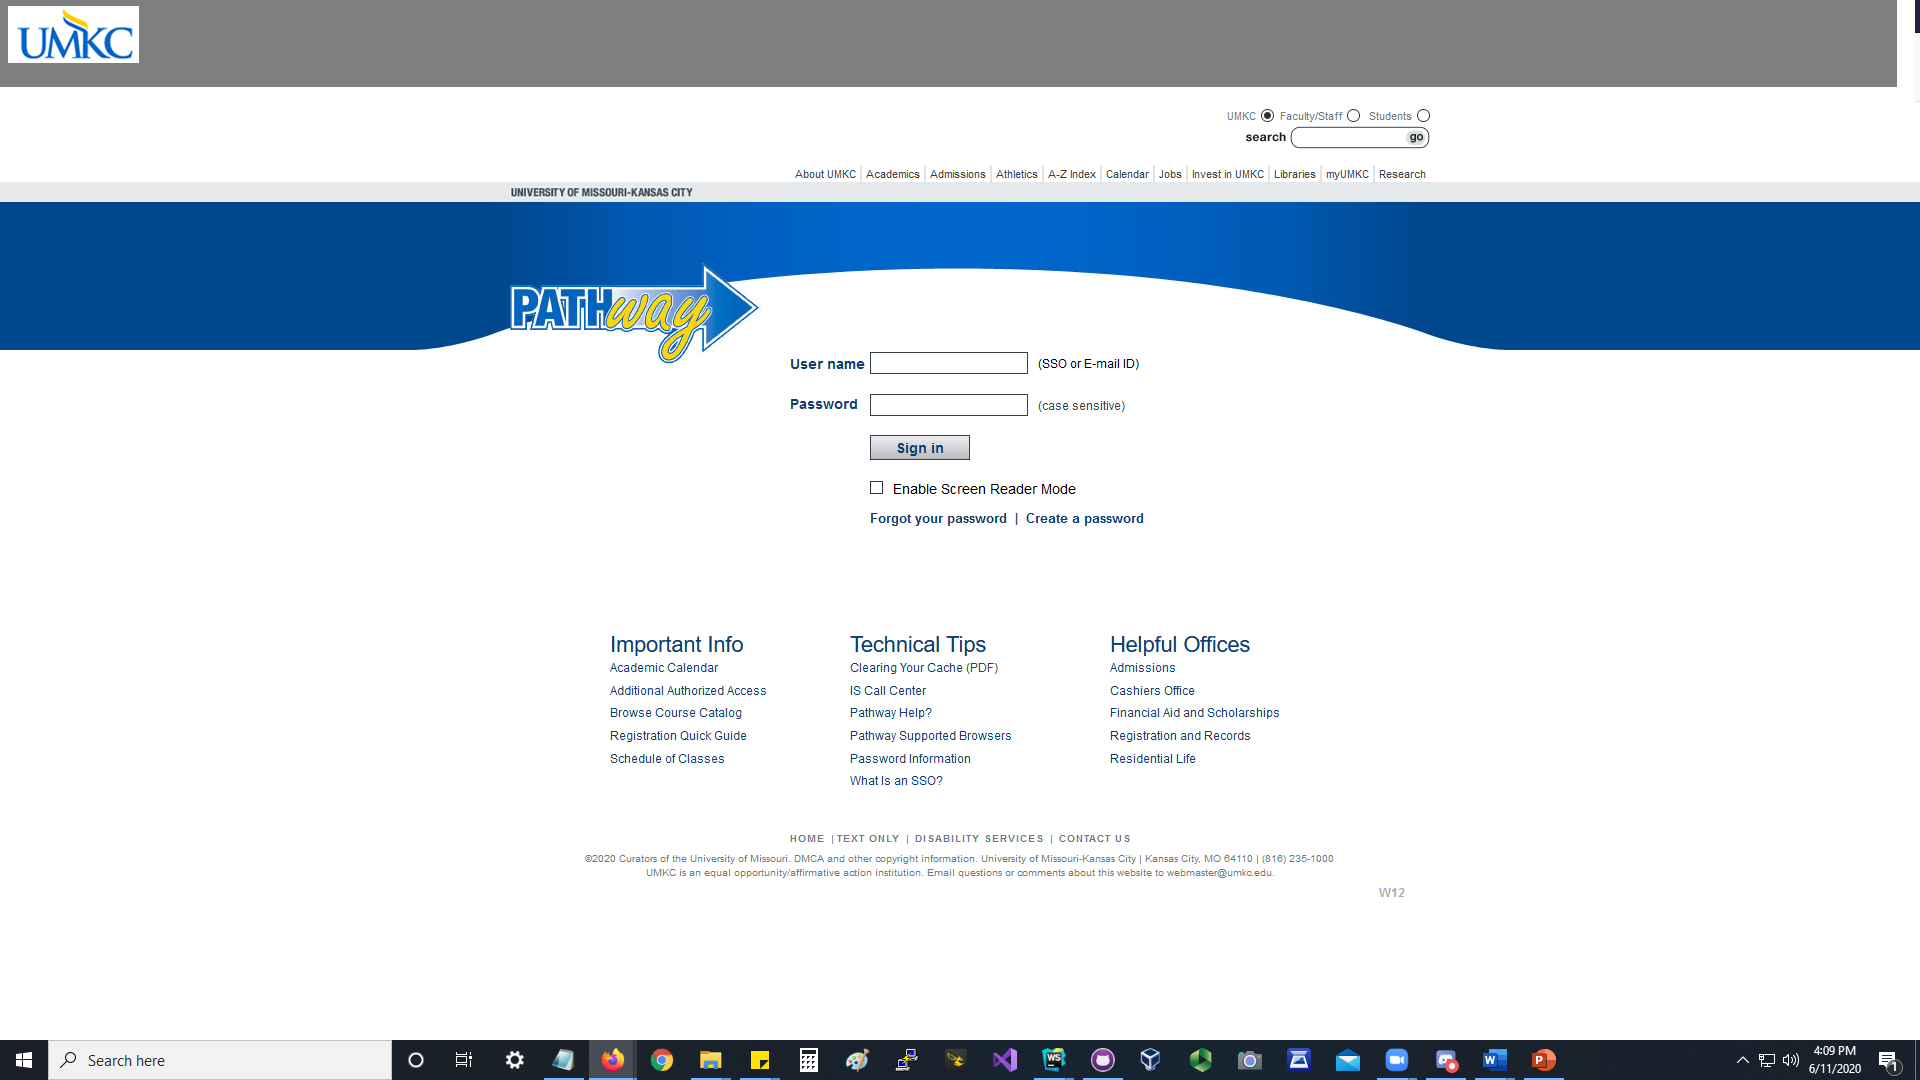 UMKC
UMKC Faculty/Staff Students
search go
About UMKC Academics Admissions Athletics A-Z Index Calendar Jobs Invest in UMKC Libraries myUMKC Research
UNIVERSITY OF MISSOURI-KANSAS CITY
PATHway
User name (SSO or E-mail ID)
Password (case sensitive)
Sign in
Enable Screen Reader Mode
Forgot your password | Create a password
Important Info
Academic Calendar
Additional Authorized Access
Browse Course Catalog
Registration Quick Guide
Schedule of Classes
Technical Tips
Clearing Your Cache (PDF)
IS Call Center
Pathway Help?
Pathway Supported Browsers
Password Information
What Is an SSO?
Helpful Offices
Admissions
Cashiers Office
Financial Aid and Scholarships
Registration and Records
Residential Life
HOME | TEXT ONLY | DISABILITY SERVICES | CONTACT US
©2020 Curators of the University of Missouri. DMCA and other copyright information. University of Missouri-Kansas City | Kansas City, MO 64110 | (816) 235-1000
UMKC is an equal opportunity/affirmative action institution. Email questions or comments about this website to webmaster@umkc.edu.
W12
Search here
WS
W
P
4:09 PM
6/11/2020
1